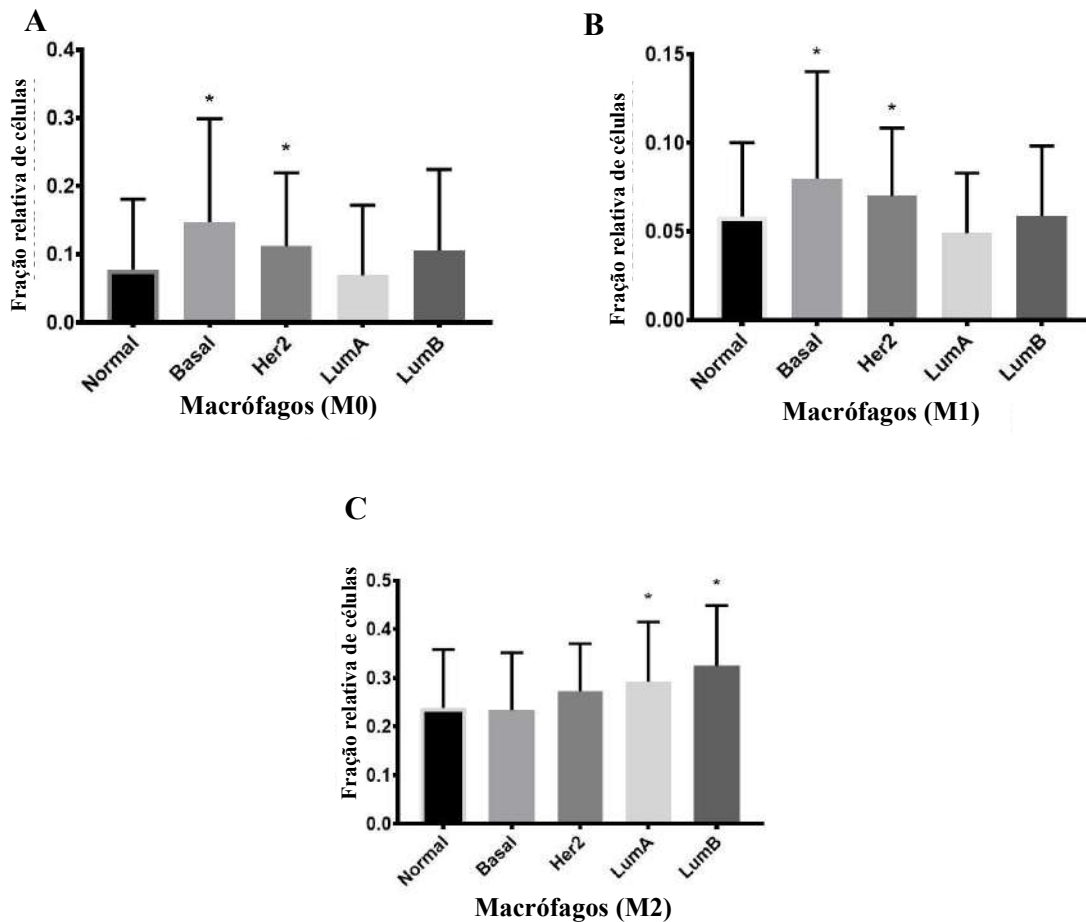 A
Fração relativa de células
0.4
0.3
0.2
0.1
0.0
*
*
Normal
Basal
Her2
LumA
LumB
Macrófagos (M0)
B
Fração relativa de células
0.15
0.10
0.05
0.00
*
*
Normal
Basal
Her2
LumA
LumB
Macrófagos (M1)
C
Fração relativa de células
0.5
0.4
0.3
0.2
0.1
0.0
*
*
Normal
Basal
Her2
LumA
LumB
Macrófagos (M2)